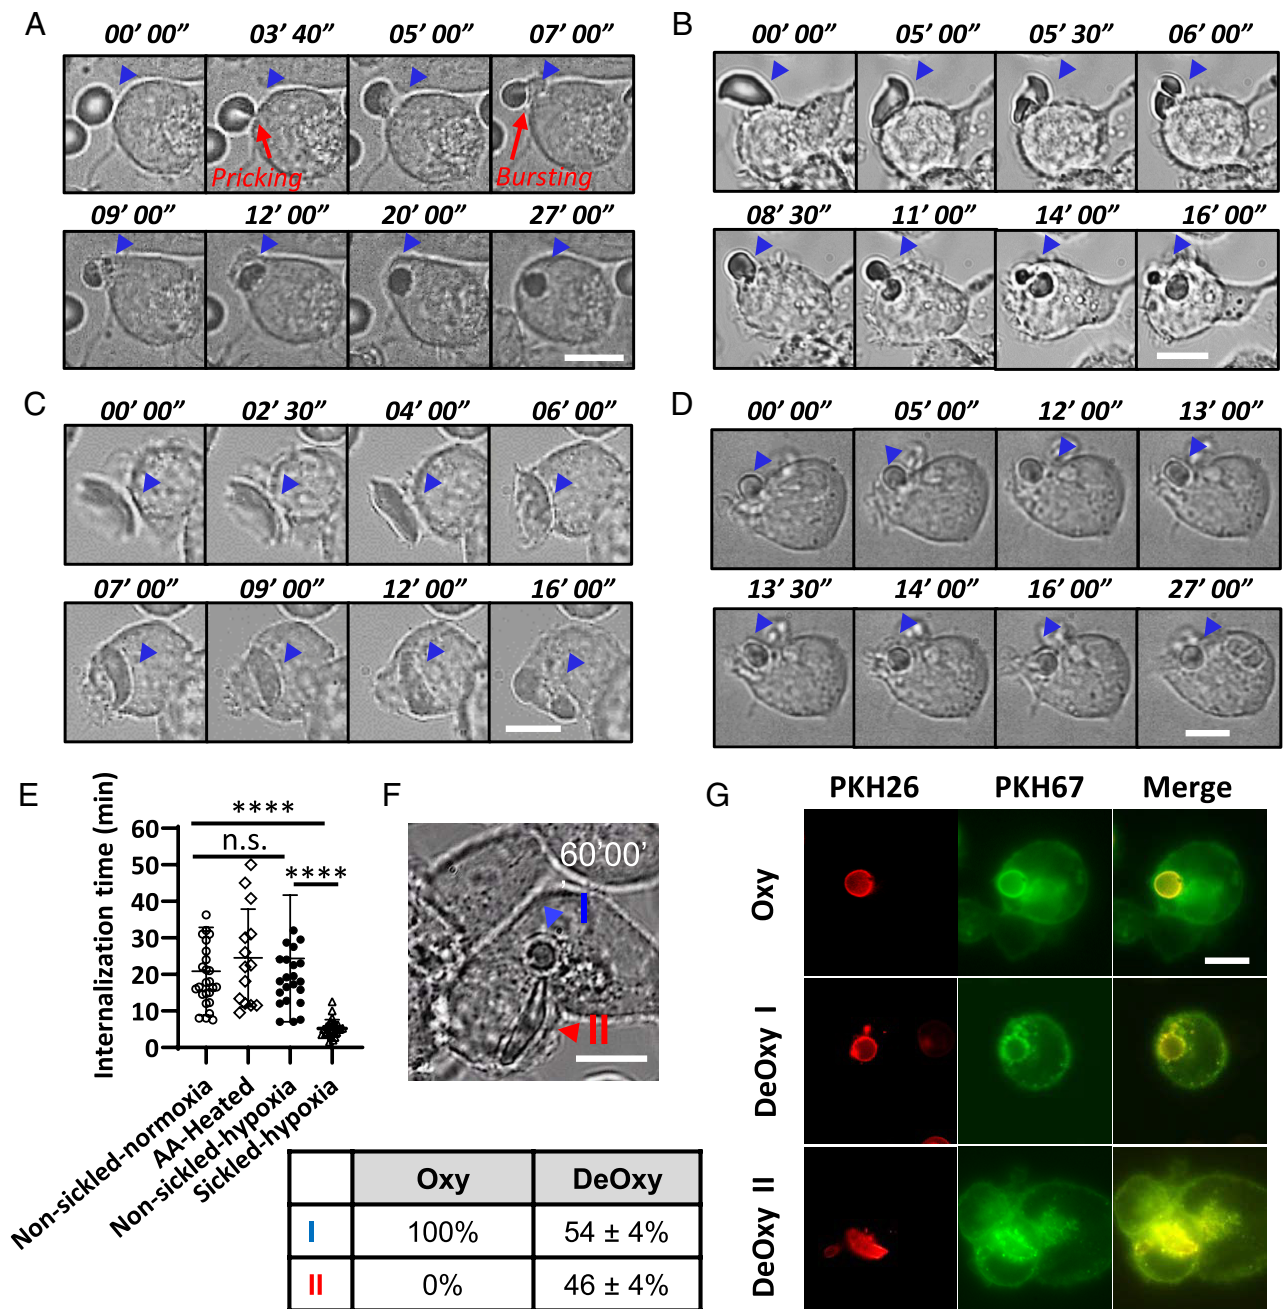 A
00’ 00” 03’ 40” 05’ 00” 07’ 00”
Pricking Bursting
09’ 00” 12’ 00” 20’ 00” 27’ 00”
B
00’ 00” 05’ 00” 05’ 30” 06’ 00”
08’ 30” 11’ 00” 14’ 00” 16’ 00”
C
00’ 00” 02’ 30” 04’ 00” 06’ 00”
07’ 00” 09’ 00” 12’ 00” 16’ 00”
D
00’ 00” 05’ 00” 12’ 00” 13’ 00”
13’ 30” 14’ 00” 16’ 00” 27’ 00”
E
Internalization time (min)
60
50
40
30
20
10
0
****
n.s.
****
Non-sickled-normoxia
AA-Heated
Non-sickled-hypoxia
Sickled-hypoxia
F
60’00’
’
I
II
Oxy DeOxy
I 100% 54 ± 4%
II 0% 46 ± 4%
G
PKH26 PKH67 Merge
Oxy
DeOxy I
DeOxy II